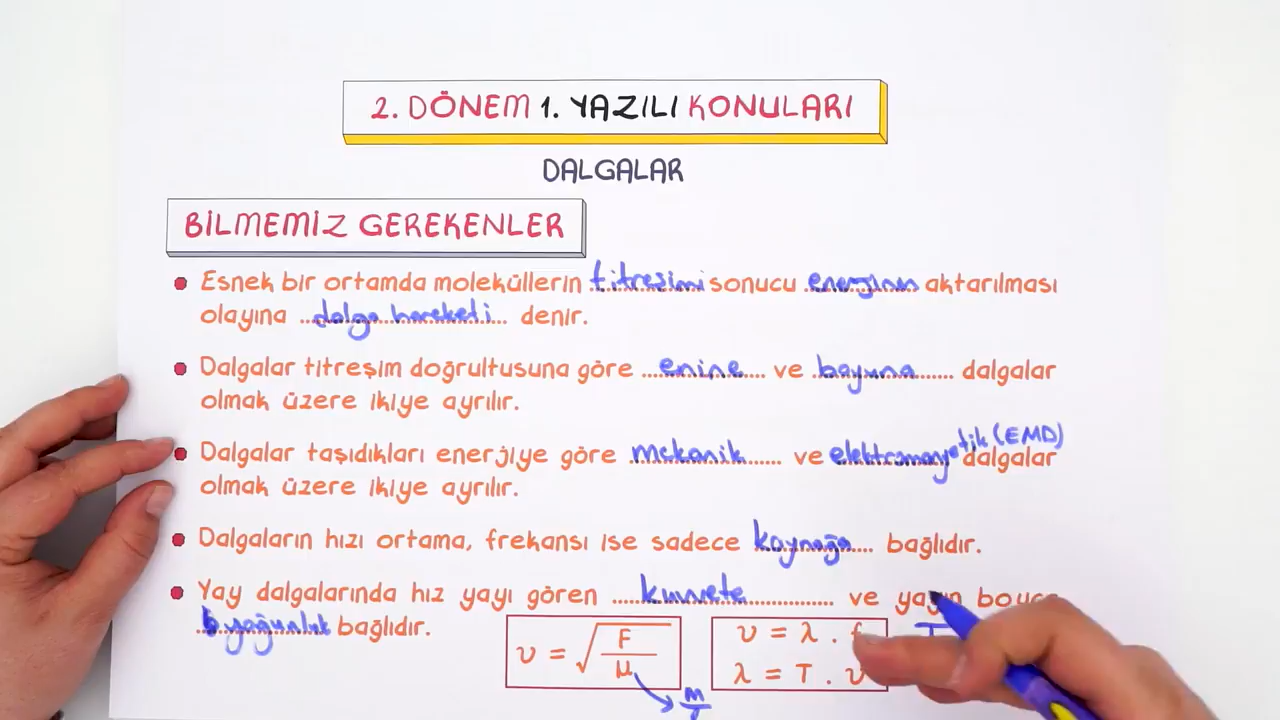 2. DÖNEM 1. YAZILI KONULARI
DALGALAR
BİLMEMİZ GEREKENLER
Esnek bir ortamda moleküllerin titreşimi sonucu enerjinin aktarılması
olayına dalga hareketi denir.
Dalgalar titreşim doğrultusuna göre enine ve boyuna dalgalar
olmak üzere ikiye ayrılır.
Dalgalar taşıdıkları enerjiye göre mekanik ve elektromanyetik (EMD) dalgalar
olmak üzere ikiye ayrılır.
Dalgaların hızı ortama, frekansı ise sadece kaynağa bağlıdır.
Yay dalgalarında hız yayı gören kuvvete ve yayın
yoğunluk bağlıdır.
υ = √F/μ
υ = λ .
λ = T . υ